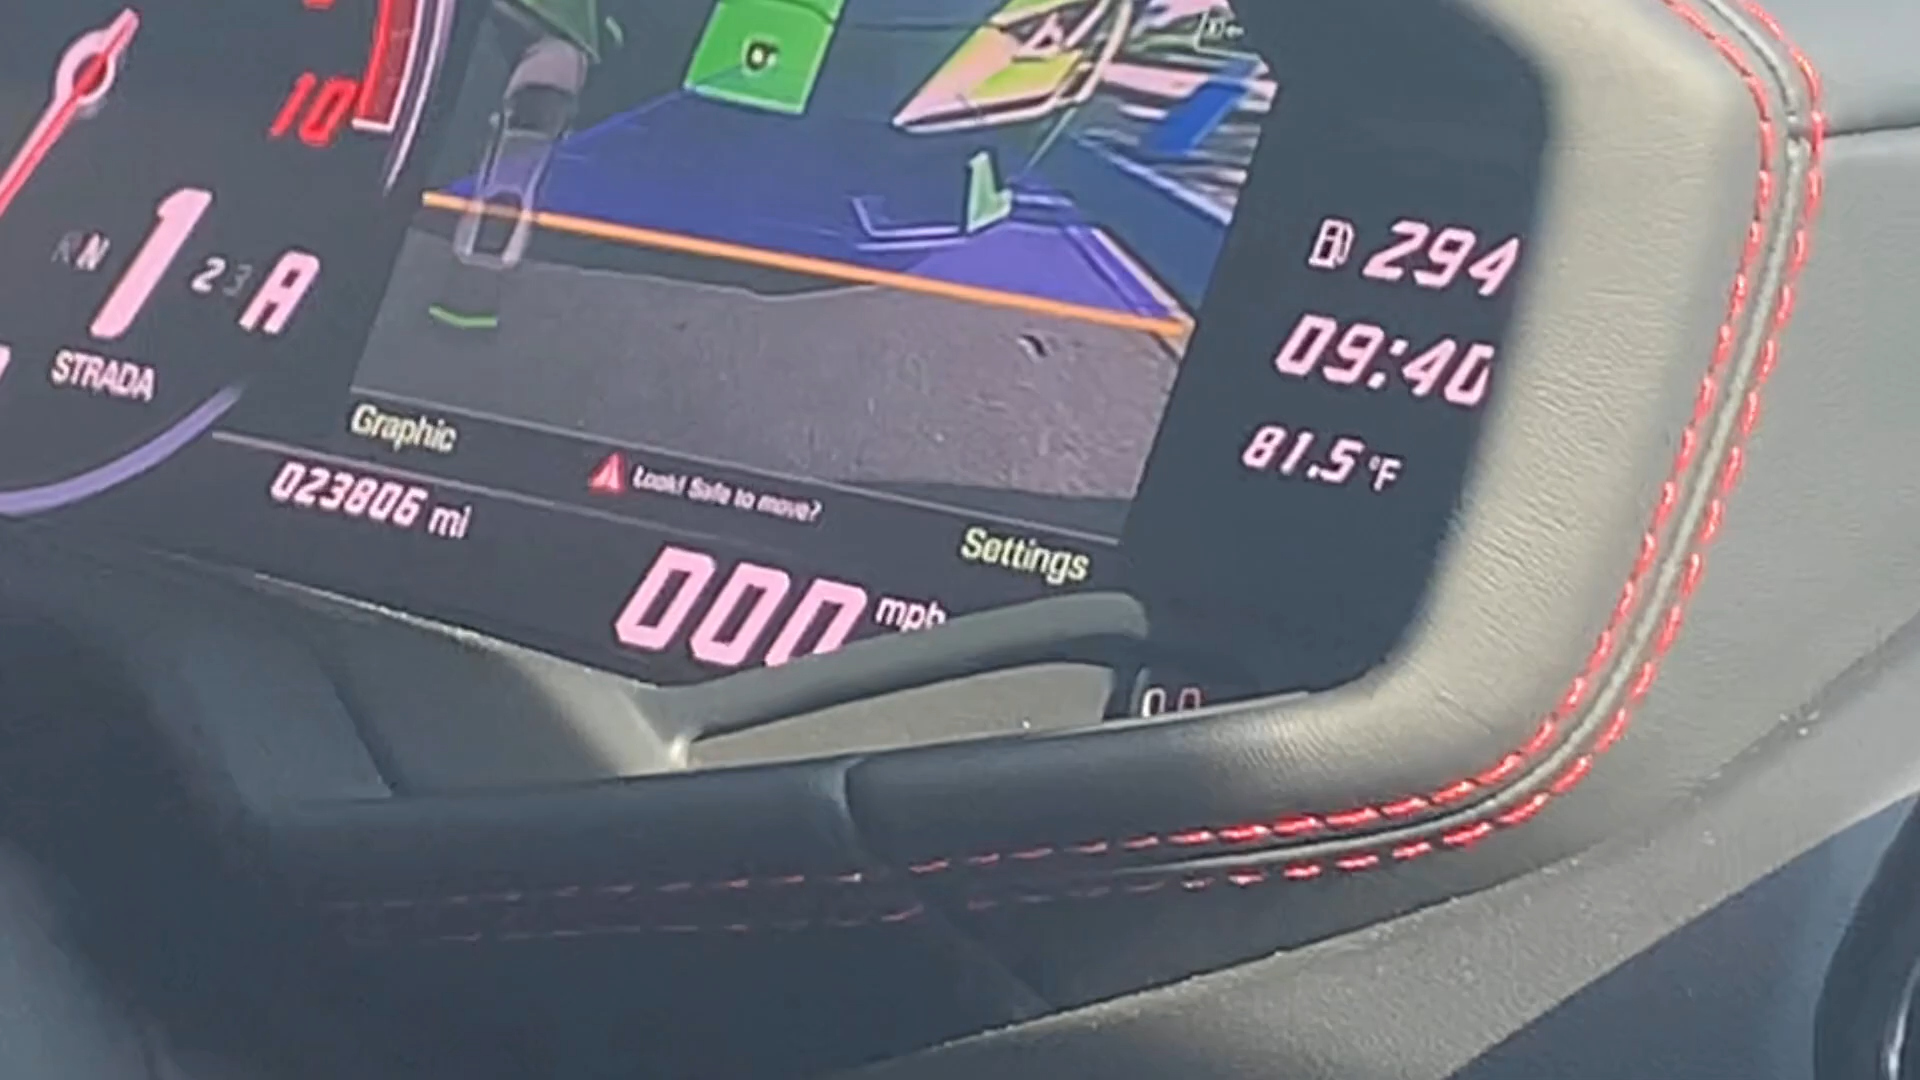 10
R N 1 2 3 A
STRADA
294
09:40
81.5 °F
Graphic
Look! Safe to move?
Settings
023806 mi
000 mph